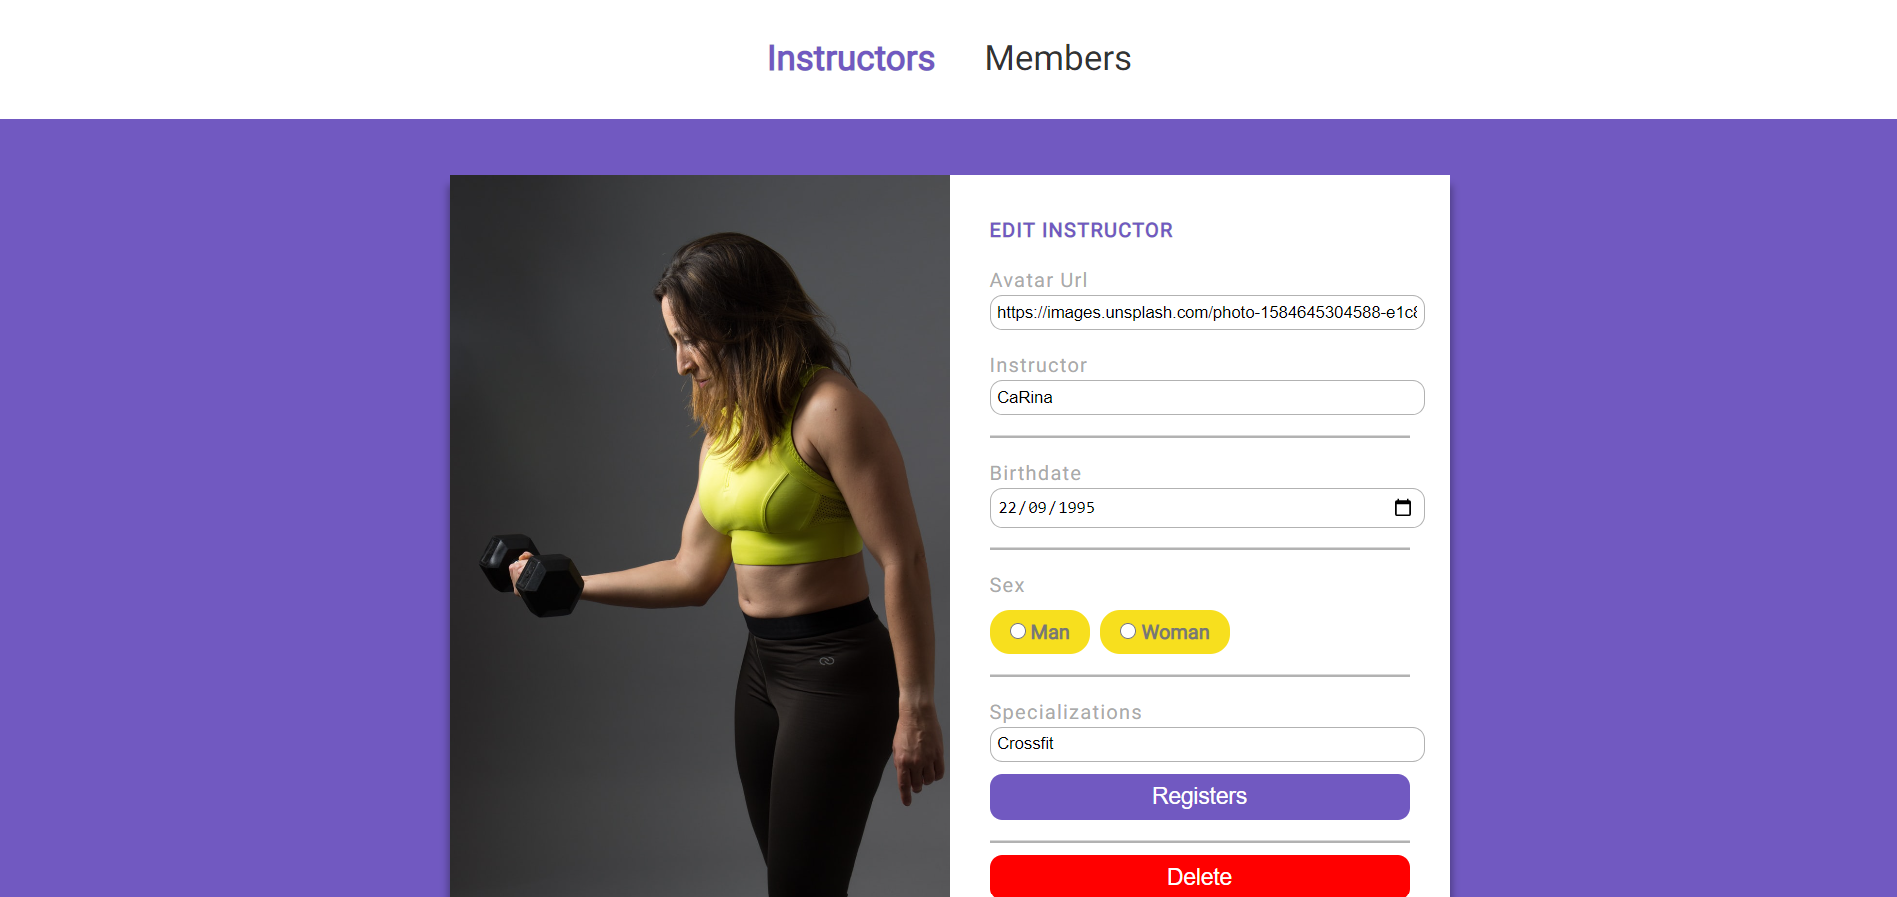 Instructors Members
EDIT INSTRUCTOR
Avatar Url
https://images.unsplash.com/photo-1584645304588-e1c
Instructor
CaRina
Birthdate
22/09/1995
Sex
Man Woman
Specializations
Crossfit
Registers
Delete